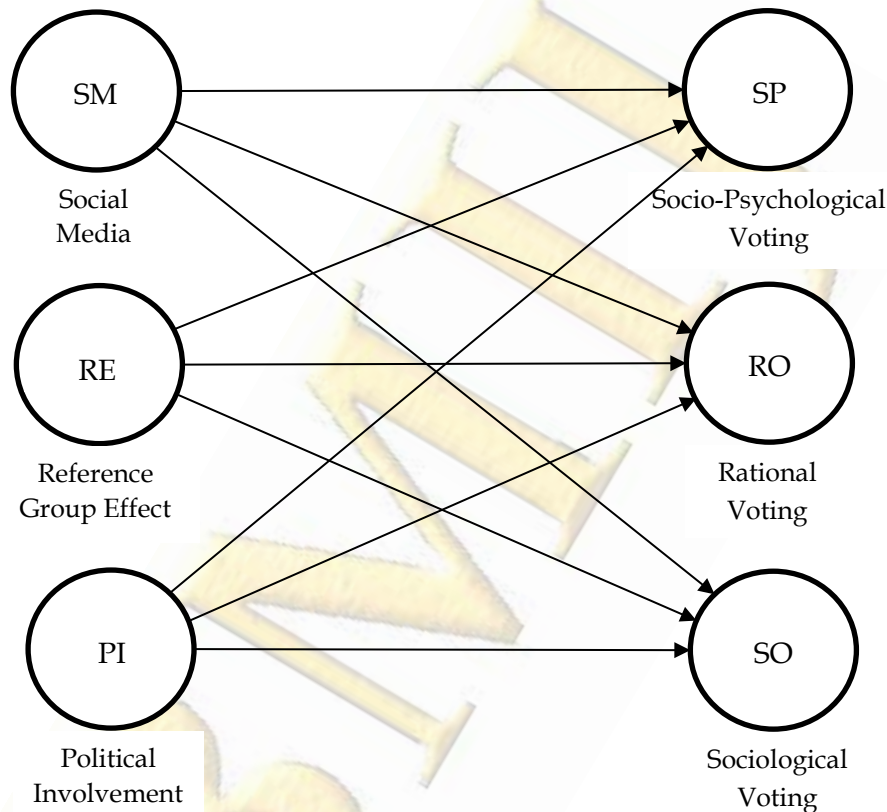 SM
SP
Social
Media
Socio-Psychological
Voting
RE
RO
Reference
Group Effect
Rational
Voting
PI
SO
Political
Involvement
Sociological
Voting